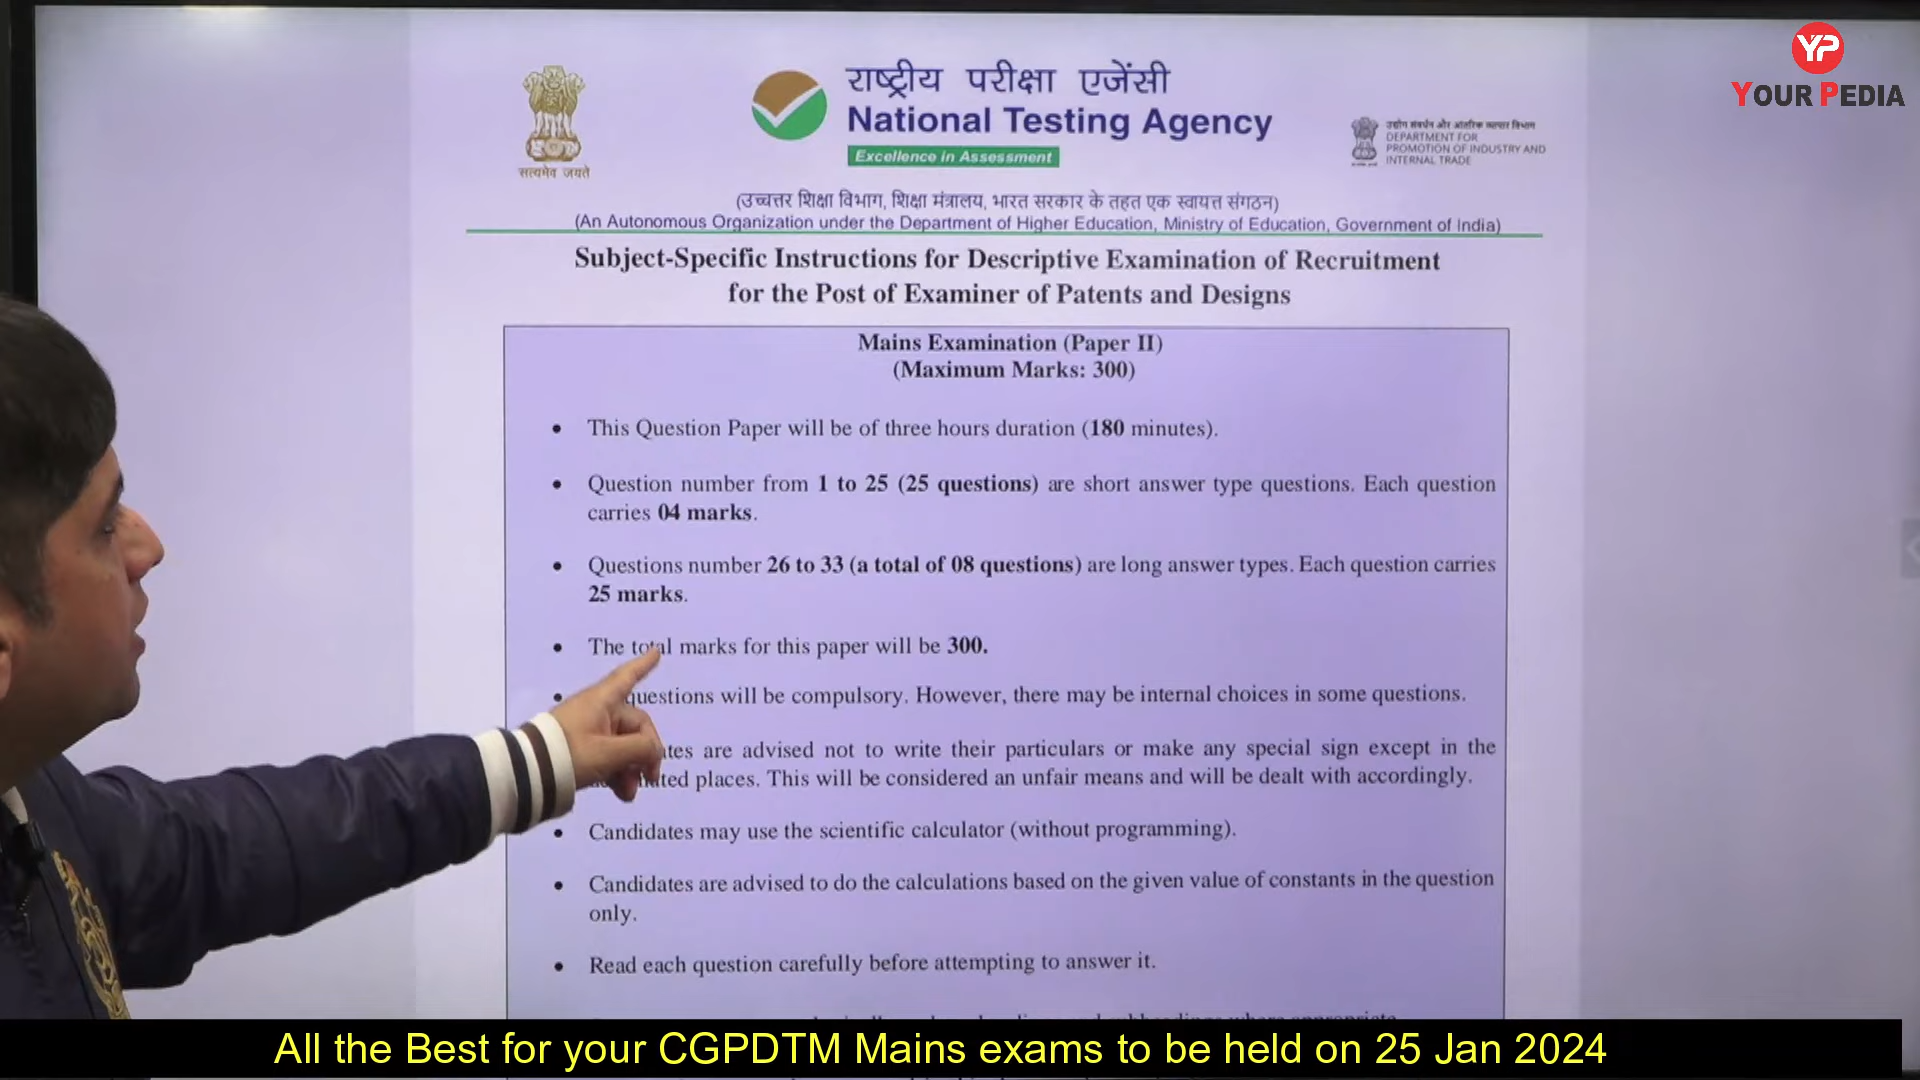 YP
YOUR PEDIA
राष्ट्रीय परीक्षा एजेंसी
National Testing Agency
Excellence in Assessment
सत्यमेव जयते
उद्योग संवर्धन और आंतरिक व्यापार विभाग
DEPARTMENT FOR
PROMOTION OF INDUSTRY AND
INTERNAL TRADE
(उच्चतर शिक्षा विभाग, शिक्षा मंत्रालय, भारत सरकार के तहत एक स्वायत्त संगठन)
(An Autonomous Organization under the Department of Higher Education, Ministry of Education, Government of India)
Subject-Specific Instructions for Descriptive Examination of Recruitment
for the Post of Examiner of Patents and Designs
Mains Examination (Paper II)
(Maximum Marks: 300)
• This Question Paper will be of three hours duration (180 minutes).
• Question number from 1 to 25 (25 questions) are short answer type questions. Each question
carries 04 marks.
• Questions number 26 to 33 (a total of 08 questions) are long answer types. Each question carries
25 marks.
• The total marks for this paper will be 300.
• questions will be compulsory. However, there may be internal choices in some questions.
are advised not to write their particulars or make any special sign except in the
places. This will be considered an unfair means and will be dealt with accordingly.
• Candidates may use the scientific calculator (without programming).
• Candidates are advised to do the calculations based on the given value of constants in the question
only.
• Read each question carefully before attempting to answer it.
All the Best for your CGPDTM Mains exams to be held on 25 Jan 2024